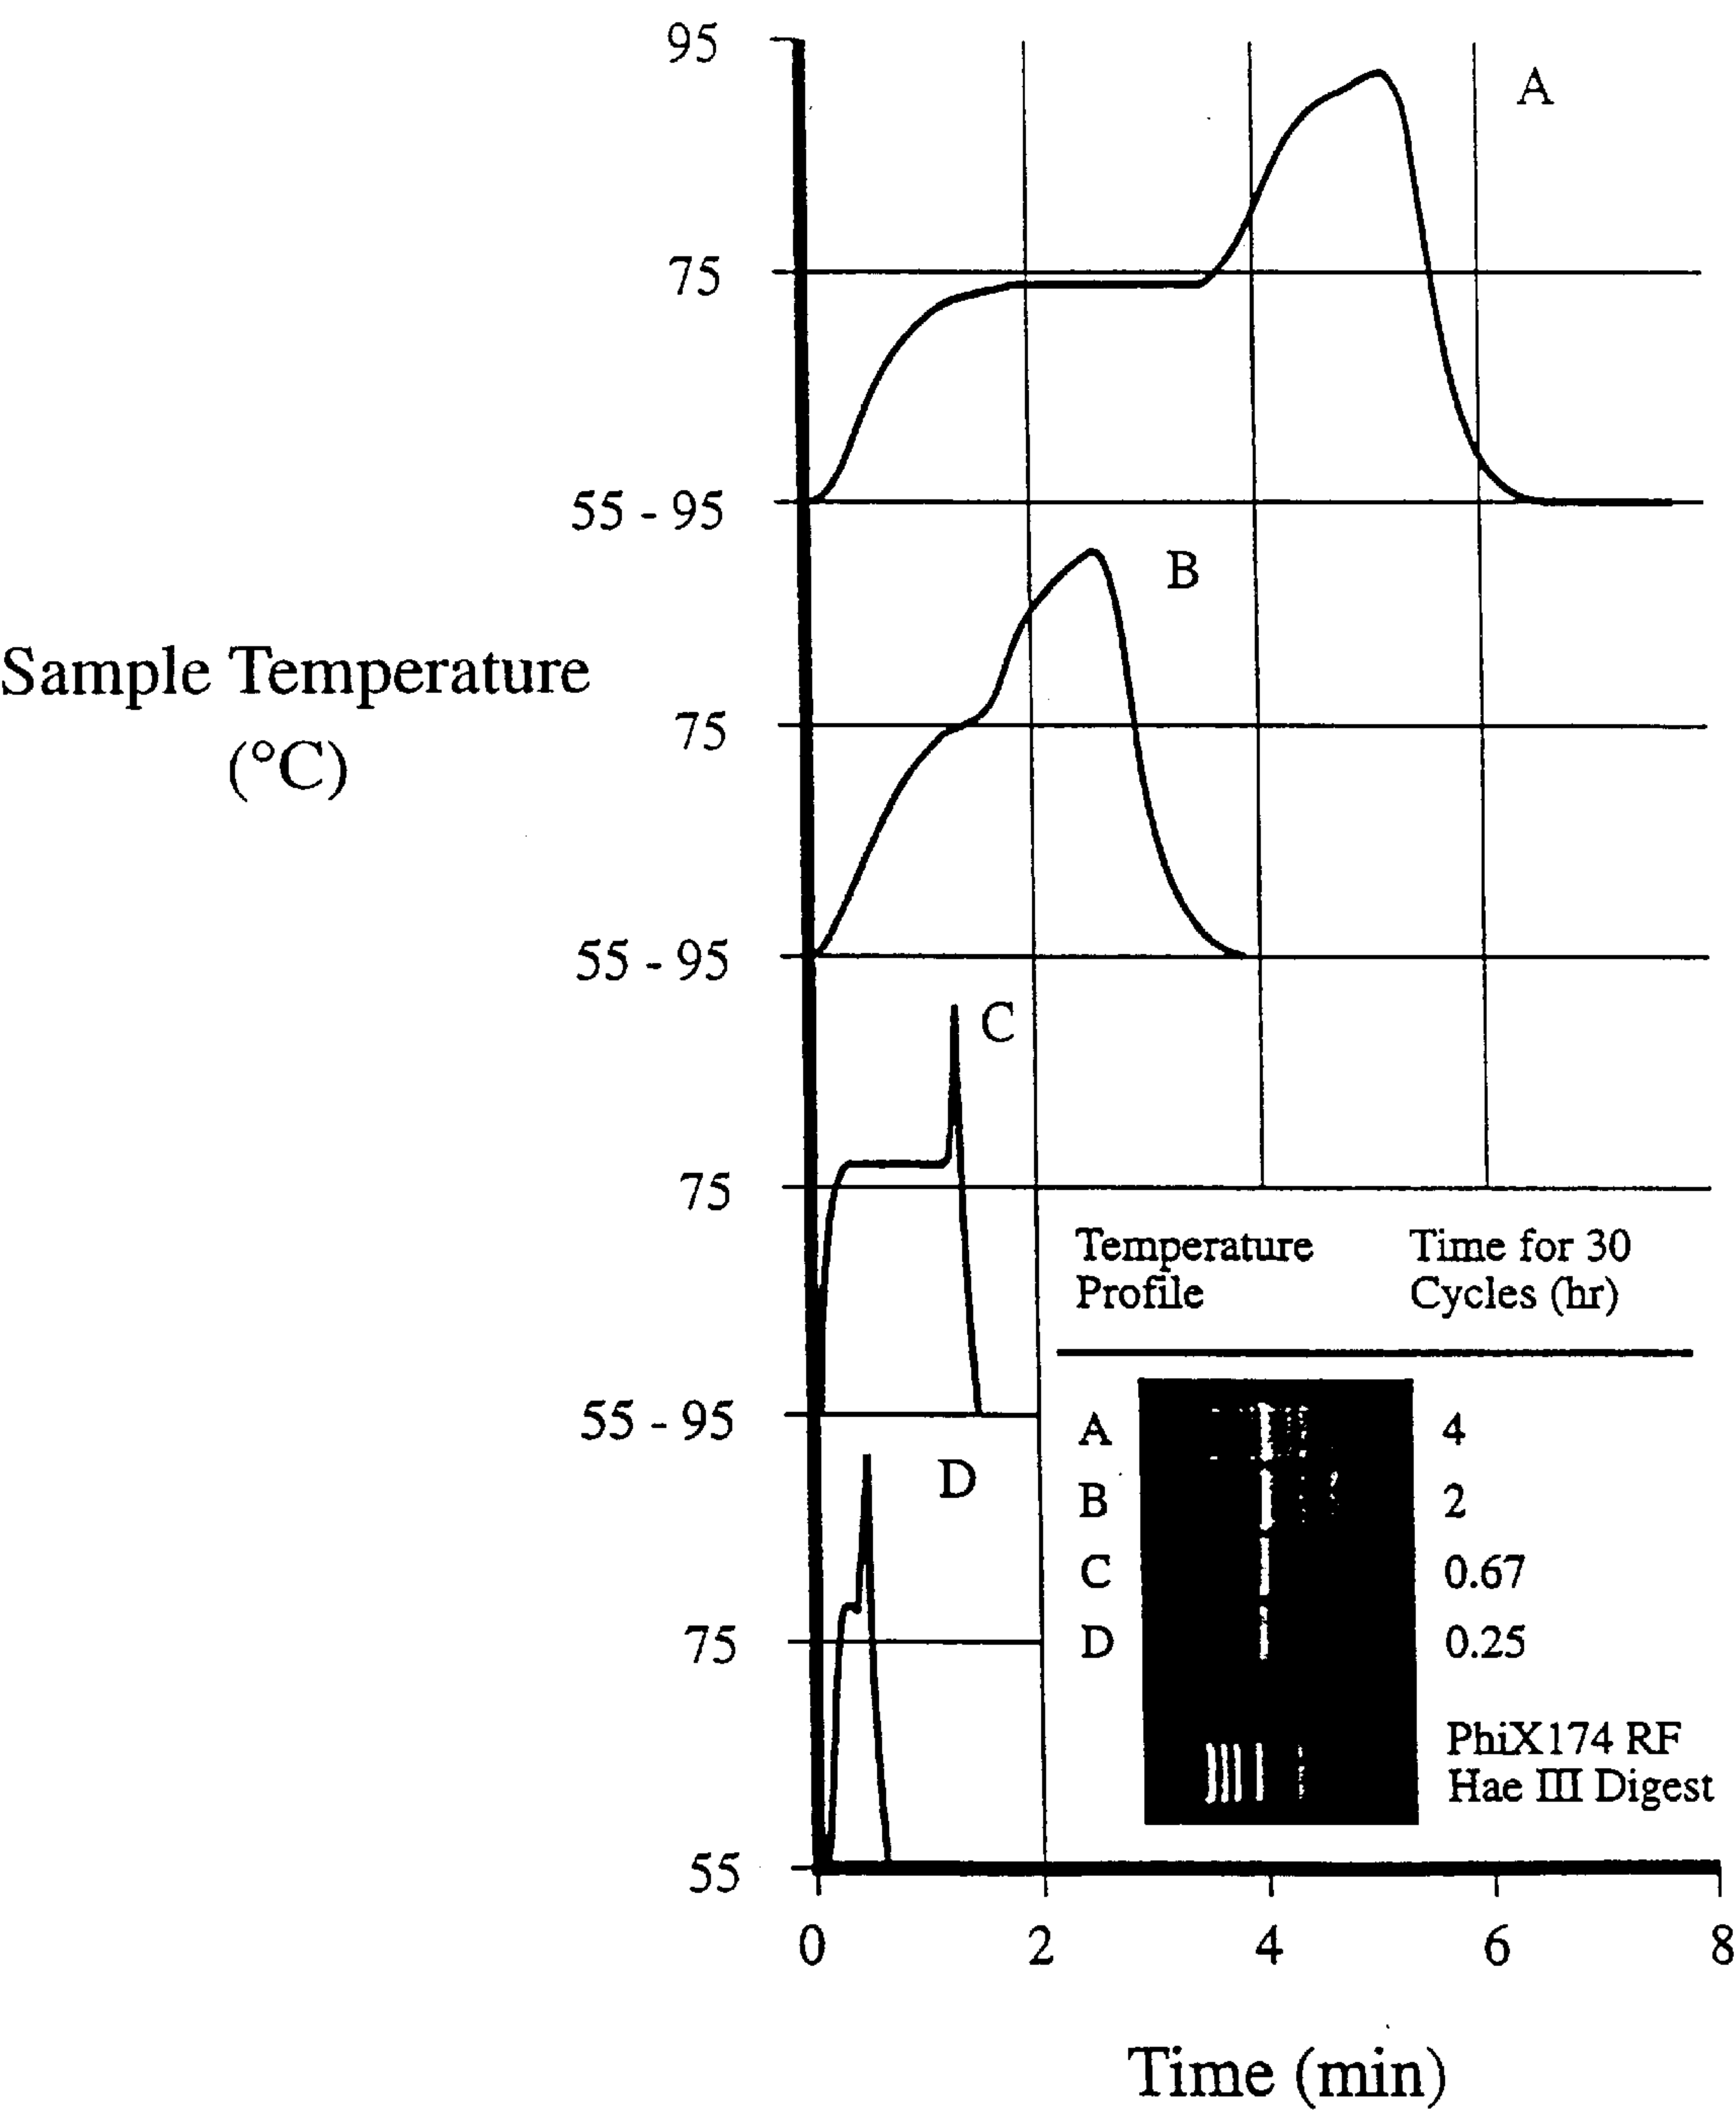 95
A
75
55 - 95
B
Sample Temperature
(°C)
75
55 - 95
C
75
Temperature Profile
Time for 30 Cycles (hr)
55 - 95
A 4
B 2
C 0.67
D 0.25
D
75
PhiX174 RF
Hae III Digest
55
0 2 4 6 8
Time (min)